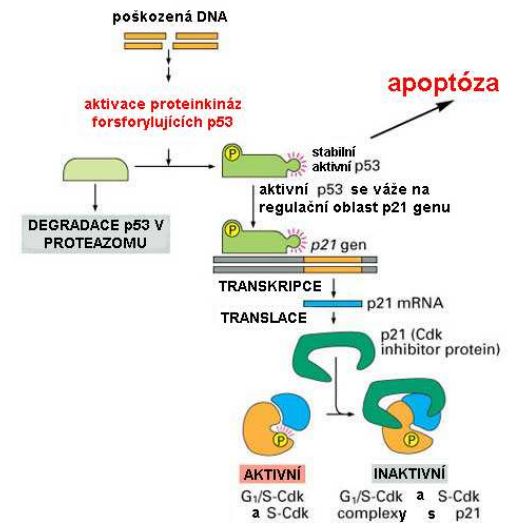 poškozená DNA
aktivace proteinkináz
forsforylujících p53
apoptóza
P
stabilní
aktivní p53
aktivní p53 se váže na
regulační oblast p21 genu
DEGRADACE p53 V
PROTEAZOMU
P
p21 gen
TRANSKRIPCE
p21 mRNA
TRANSLACE
p21 (Cdk
inhibitor protein)
P
P
AKTIVNÍ
INAKTIVNÍ
G1/S-Cdk
a S-Cdk
G1/S-Cdk a S-Cdk
complexy s p21